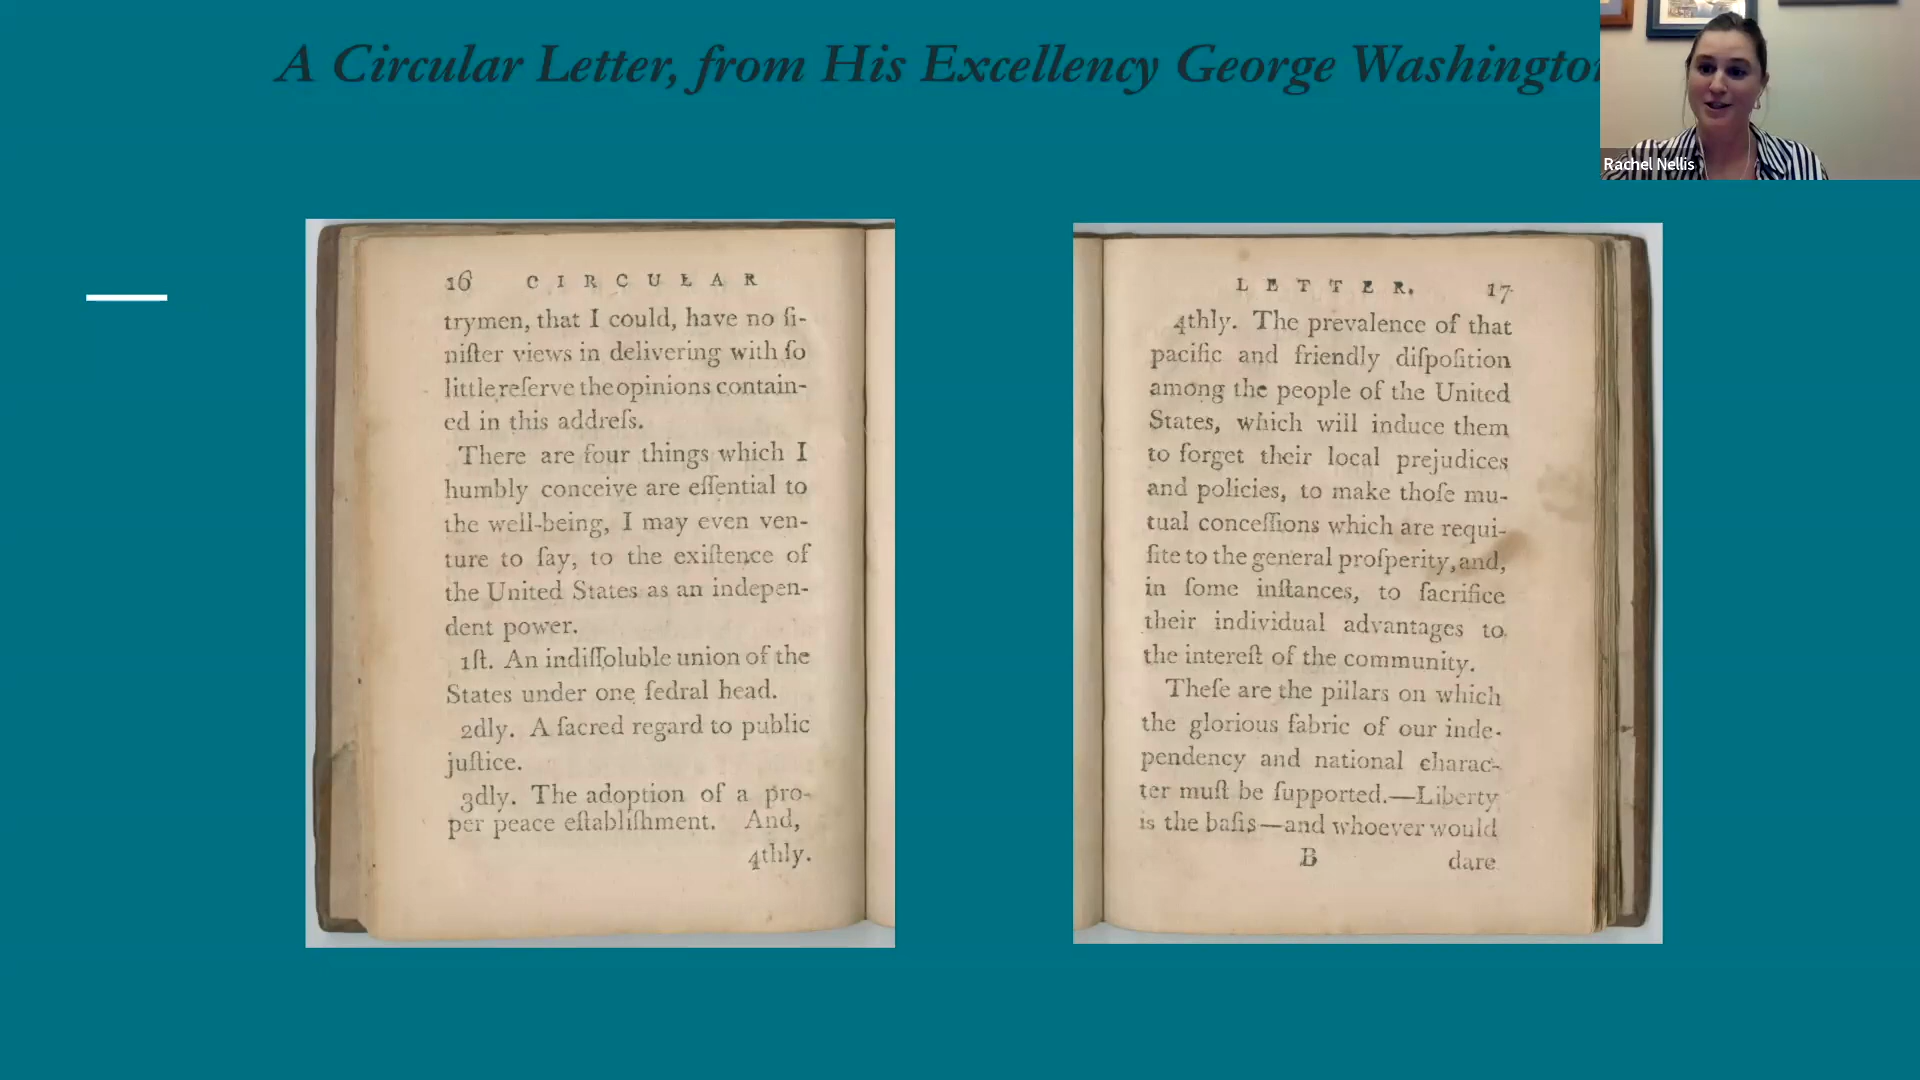 A Circular Letter, from His Excellency George Washington
Rachel Nellis
16 CIRCULAR
trymen, that I could, have no ſi-
niſter views in delivering with ſo
little reſerve the opinions contain-
ed in this addreſs.
There are four things which I
humbly conceive are eſſential to
the well-being, I may even ven-
ture to ſay, to the exiſtence of
the United States as an indepen-
dent power.
1ſt. An indiſſoluble union of the
States under one fedral head.
2dly. A ſacred regard to public
juſtice.
3dly. The adoption of a pro-
per peace eſtabliſhment. And,
4thly.
LETTER. 17
4thly. The prevalence of that
pacific and friendly diſpoſition
among the people of the United
States, which will induce them
to forget their local prejudices
and policies, to make thoſe mu-
tual conceſſions which are requi-
ſite to the general proſperity, and,
in ſome inſtances, to ſacrifice
their individual advantages to
the intereſt of the community.
Theſe are the pillars on which
the glorious fabric of our inde-
pendency and national charac-
ter muſt be ſupported.—Liberty
is the baſis—and whoever would
B dare